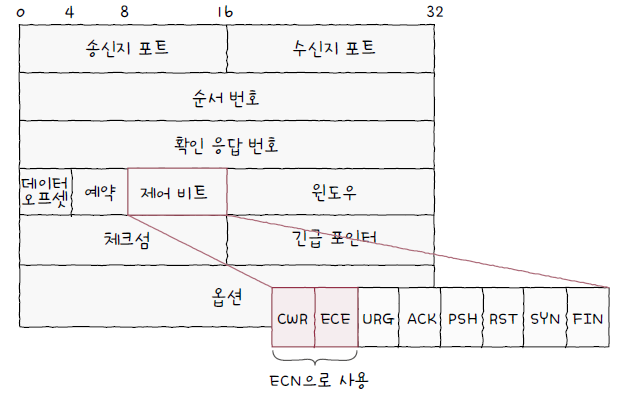 0 4 8 16 32
송신지 포트 수신지 포트
순서 번호
확인 응답 번호
데이터
오프셋 예약 제어 비트 윈도우
체크섬 긴급 포인터
옵션
CWR ECE URG ACK PSH RST SYN FIN
ECN으로 사용